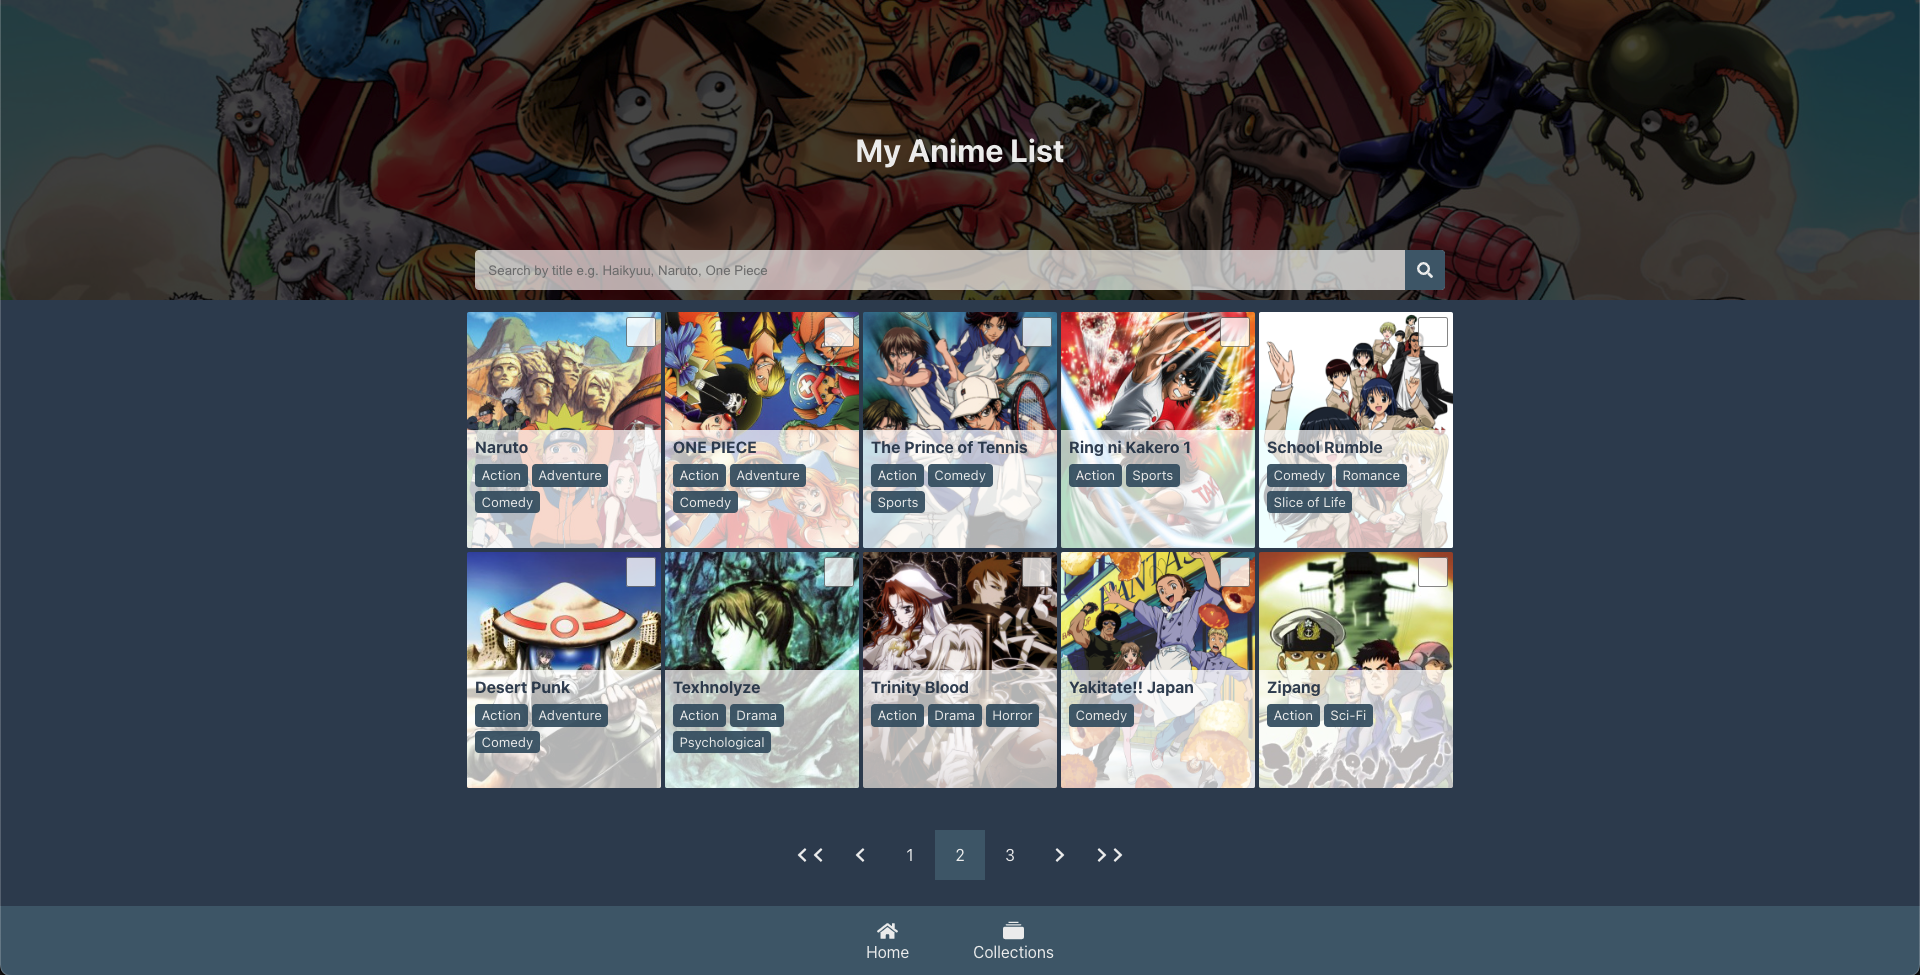 My Anime List
Search by title e.g. Haikyuu, Naruto, One Piece
Naruto
Action Adventure
Comedy
ONE PIECE
Action Adventure
Comedy
The Prince of Tennis
Action Comedy
Sports
Ring ni Kakero 1
Action Sports
School Rumble
Comedy Romance
Slice of Life
Desert Punk
Action Adventure
Comedy
Texhnolyze
Action Drama
Psychological
Trinity Blood
Action Drama Horror
Yakitate!! Japan
Comedy
Zipang
Action Sci-Fi
1 2 3
Home Collections